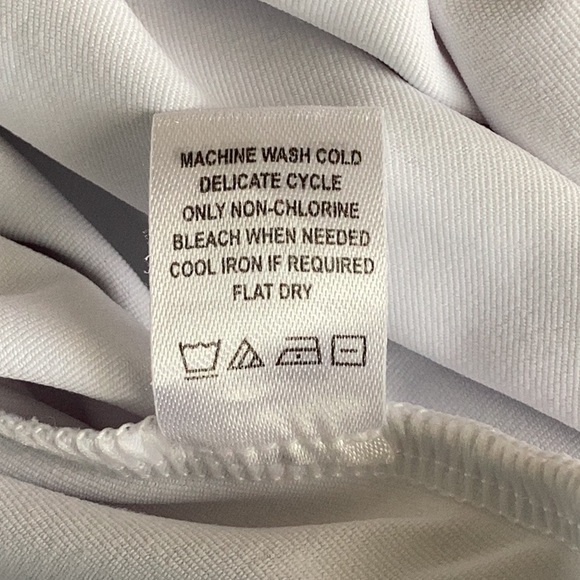 MACHINE WASH COLD
DELICATE CYCLE
ONLY NON-CHLORINE
BLEACH WHEN NEEDED
COOL IRON IF REQUIRED
FLAT DRY